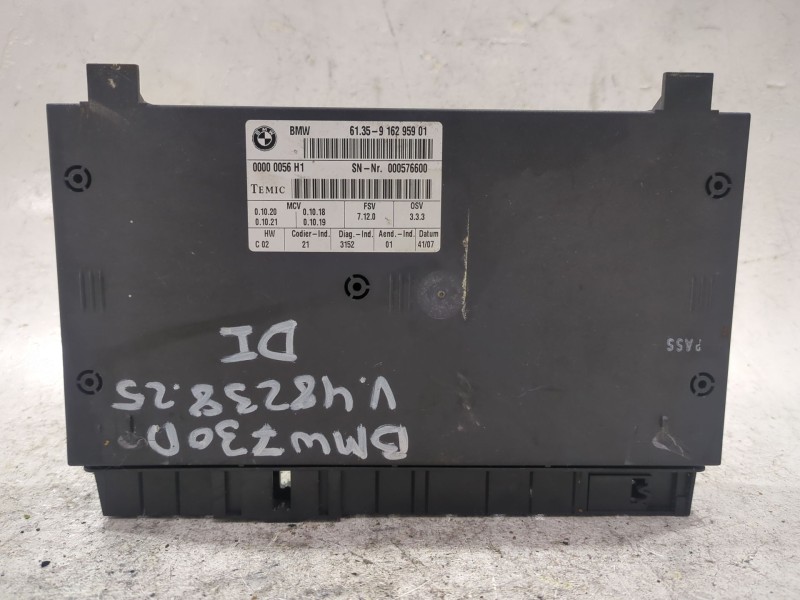 BMW
BMW 61.35-9 162 959 01
0000 0056 H1 SN-Nr. 000576600
TEMIC
MCV FSV OSV
0.10.20 0.10.18 7.12.0 3.3.3
0.10.21 0.10.19
HW Codier-Ind. Diag.-Ind. Aend.-Ind. Datum
C 02 21 3152 01 41/07
PASS
BMW730D
V.48238.25
DI